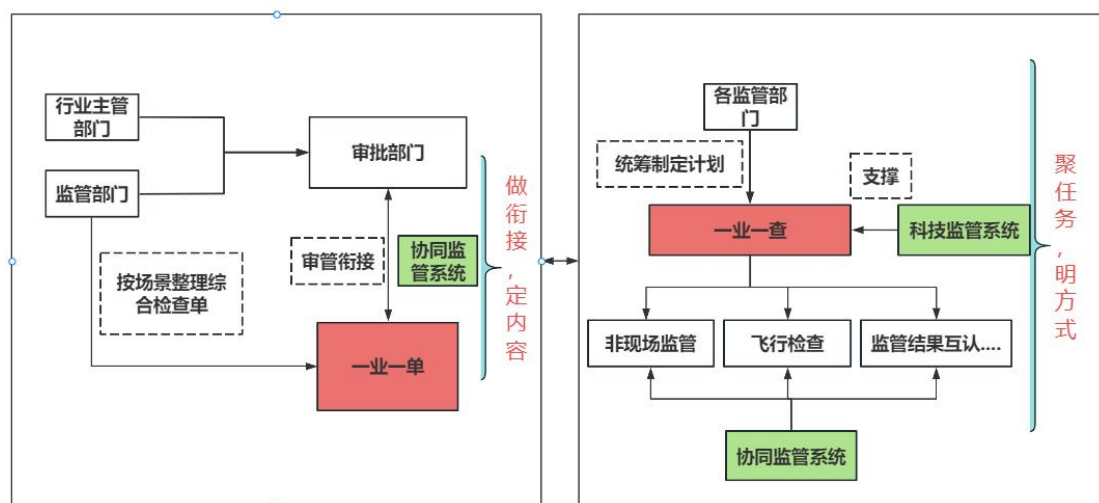 行业主管
部门
监管部门
审批部门
按场景整理综
合检查单
审管衔接
协同监
管系统
一业一单
做衔接,定内容
各监管部
门
统筹制定计划
支撑
一业一查
科技监管系统
非现场监管
飞行检查
监管结果互认....
协同监管系统
聚任务,明方式